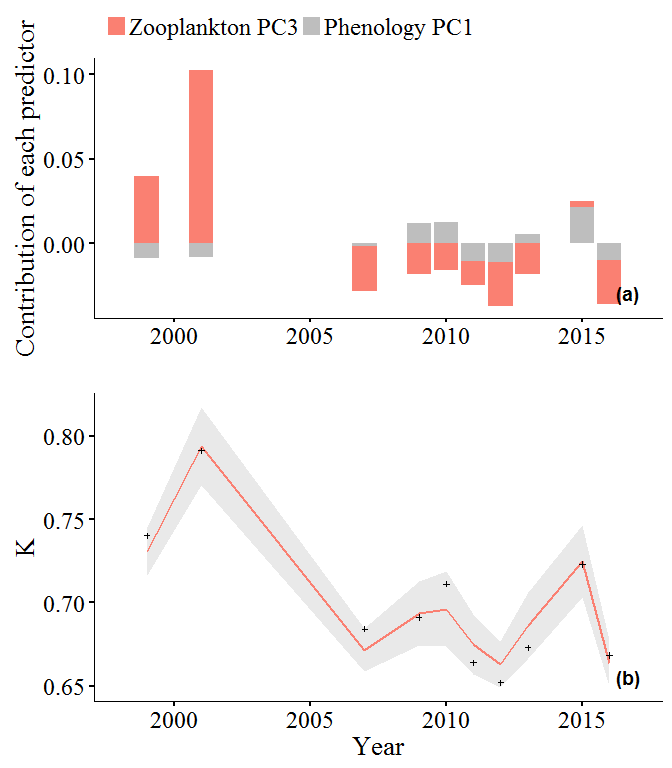 Zooplankton PC3 Phenology PC1
Contribution of each predictor
0.10
0.05
0.00
(a)
2000 2005 2010 2015
K
0.80
0.75
0.70
0.65
(b)
2000 2005 2010 2015
Year